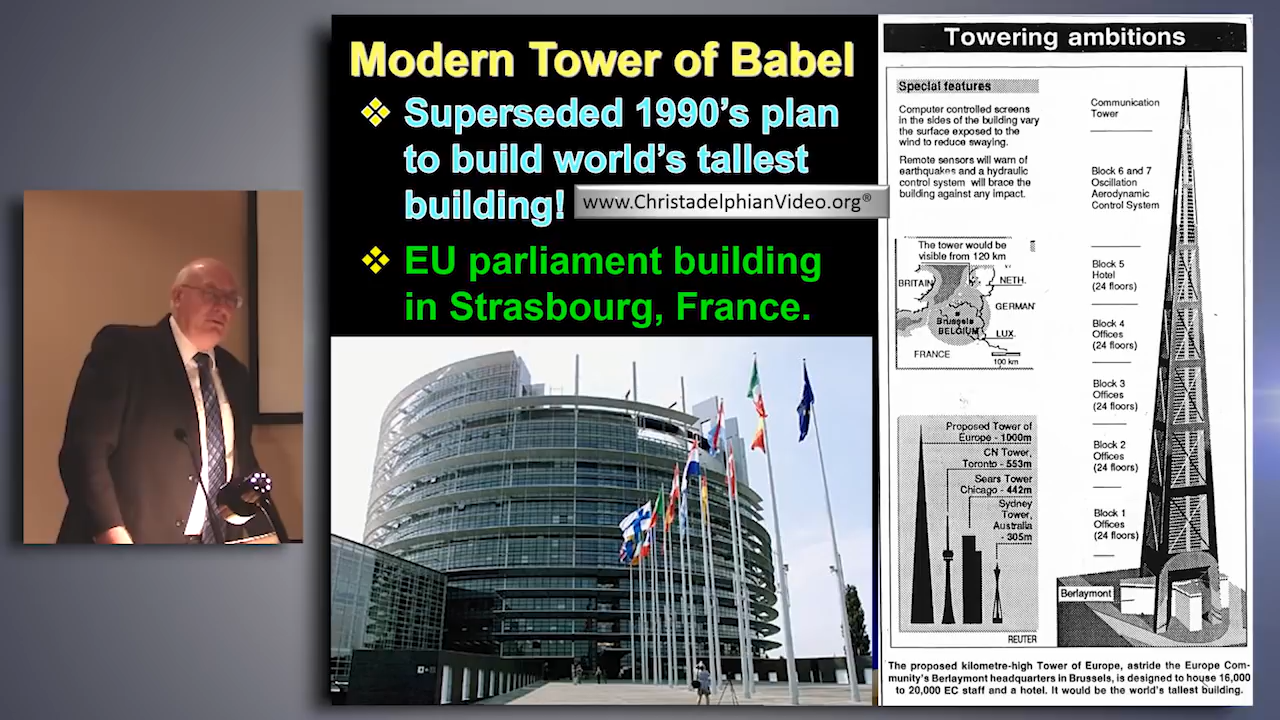 Modern Tower of Babel
❖ Superseded 1990's plan
to build world's tallest
building!
www.ChristadelphianVideo.org®
❖ EU parliament building
in Strasbourg, France.
Towering ambitions
Special features
Computer controlled screens
in the sides of the building vary
the surface exposed to the
wind to reduce swaying.
Remote sensors will warn of
earthquakes and a hydraulic
control system will brace the
building against any impact.
The tower would be
visible from 120 km
BRITAIN
NETH.
GERMAN
Brussels
BELGIUM
LUX.
FRANCE
100 km
Proposed Tower of
Europe - 1000m
CN Tower,
Toronto - 553m
Sears Tower
Chicago - 442m
Sydney
Tower,
Australia
305m
REUTER
Communication
Tower
Block 6 and 7
Oscillation
Aerodynamic
Control System
Block 5
Hotel
(24 floors)
Block 4
Offices
(24 floors)
Block 3
Offices
(24 floors)
Block 2
Offices
(24 floors)
Block 1
Offices
(24 floors)
Berlaymont
The proposed kilometre-high Tower of Europe, astride the Europe Com-
munity's Berlaymont headquarters in Brussels, is designed to house 16,000
to 20,000 EC staff and a hotel. It would be the world's tallest building.